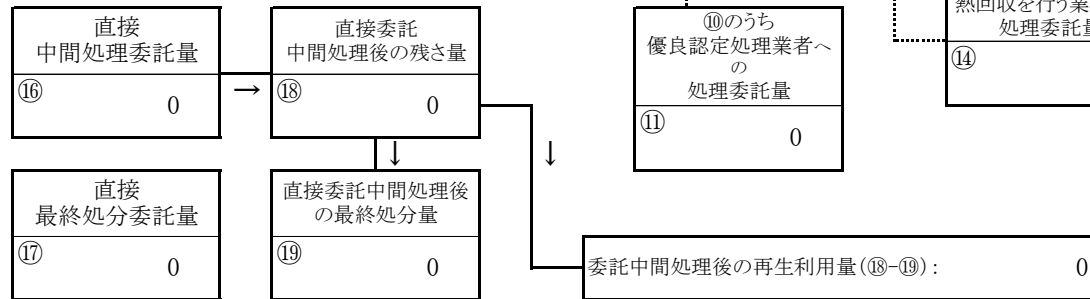 直接
中間処理委託量
⑯ 0
→
直接委託
中間処理後の残さ量
⑱ 0
⑩のうち
優良認定処理業者へ
の
処理委託量
⑪ 0
熱回収を行う業
処理委託量
⑭
↓
↓
直接
最終処分委託量
⑰ 0
直接委託中間処理後
の最終処分量
⑲ 0
委託中間処理後の再生利用量(⑱-⑲): 0